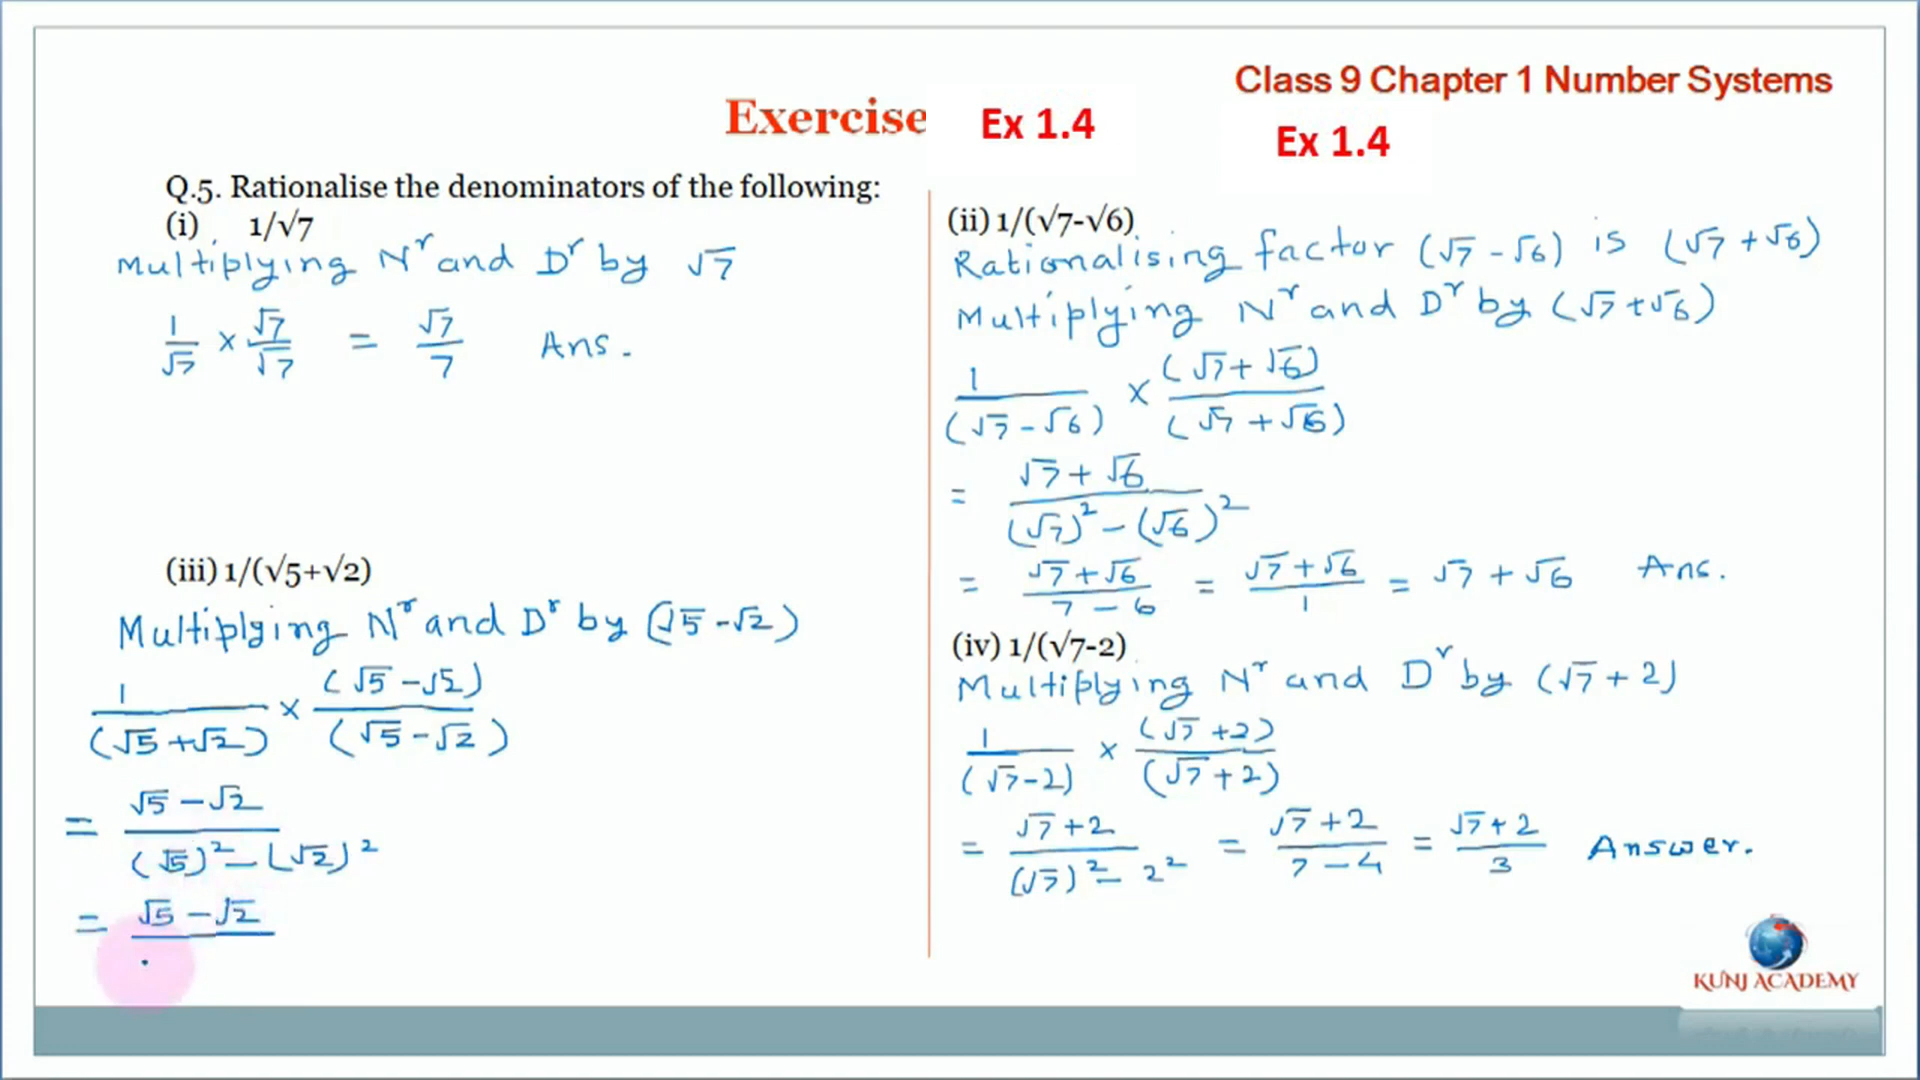 Class 9 Chapter 1 Number Systems
Exercise Ex 1.4 Ex 1.4
Q.5. Rationalise the denominators of the following:
(i) 1/√7
Multiplying Nʳ and Dʳ by √7
1/√7 × √7/√7 = √7/7 Ans.
(iii) 1/(√5+√2)
Multiplying Nʳ and Dʳ by (√5-√2)
1/(√5+√2) × (√5-√2)/(√5-√2)
= √5-√2/(√5)²-(√2)²
= √5-√2
(ii) 1/(√7-√6)
Rationalising factor (√7-√6) is (√7+√6)
Multiplying Nʳ and Dʳ by (√7+√6)
1/(√7-√6) × (√7+√6)/(√7+√6)
= √7+√6/(√7)²-(√6)²
= √7+√6/7-6 = √7+√6/1 = √7+√6 Ans.
(iv) 1/(√7-2)
Multiplying Nʳ and Dʳ by (√7+2)
1/(√7-2) × (√7+2)/(√7+2)
= √7+2/(√7)²-2² = √7+2/7-4 = √7+2/3 Answer.
KUNJ ACADEMY